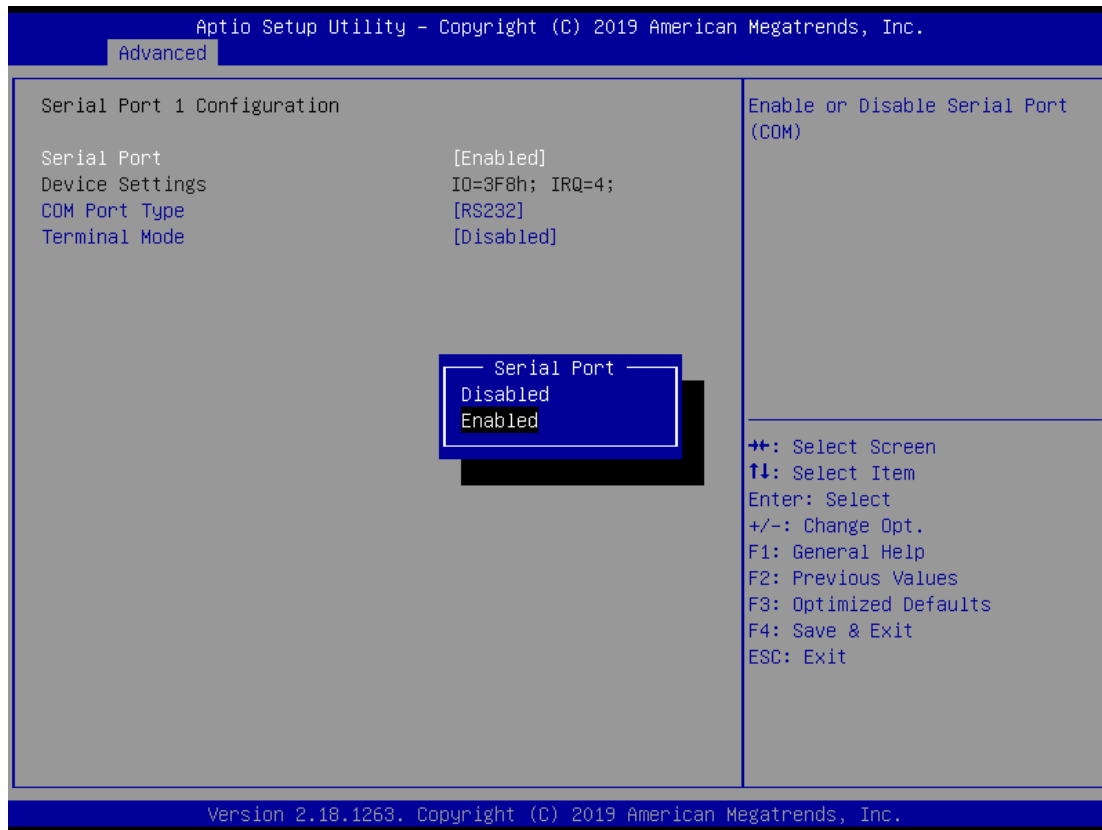 Aptio Setup Utility – Copyright (C) 2019 American Megatrends, Inc.
Advanced
Serial Port 1 Configuration
Serial Port [Enabled]
Device Settings IO=3F8h; IRQ=4;
COM Port Type [RS232]
Terminal Mode [Disabled]
Serial Port
Disabled
Enabled
Enable or Disable Serial Port
(COM)
→←: Select Screen
↑↓: Select Item
Enter: Select
+/-: Change Opt.
F1: General Help
F2: Previous Values
F3: Optimized Defaults
F4: Save & Exit
ESC: Exit
Version 2.18.1263. Copyright (C) 2019 American Megatrends, Inc.